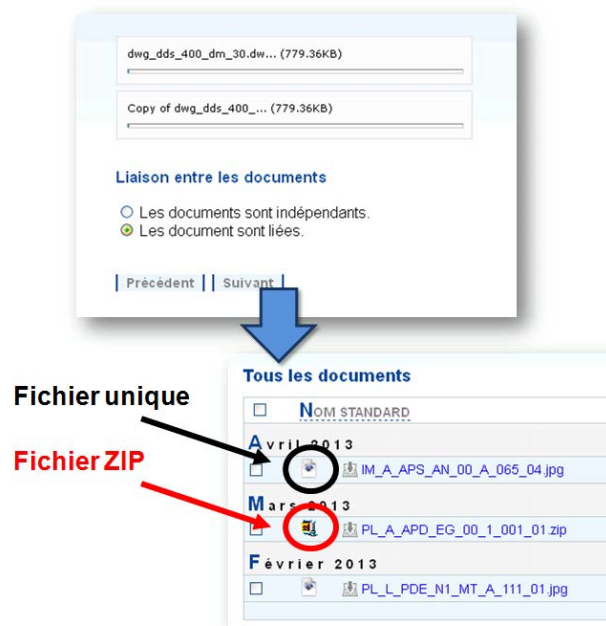 dwg_dds_400_dm_30.dw... (779.36KB)
Copy of dwg_dds_400_... (779.36KB)
Liaison entre les documents
Les documents sont indépendants.
Les document sont liées.
Précédent Suivant
Tous les documents
Fichier unique
NOM STANDARD
Avril 2013
Fichier ZIP
IM_A_APS_AN_00_A_065_04.jpg
Mars 2013
PL_A_APD_EG_00_1_001_01.zip
Février 2013
PL_L_PDE_N1_MT_A_111_01.jpg